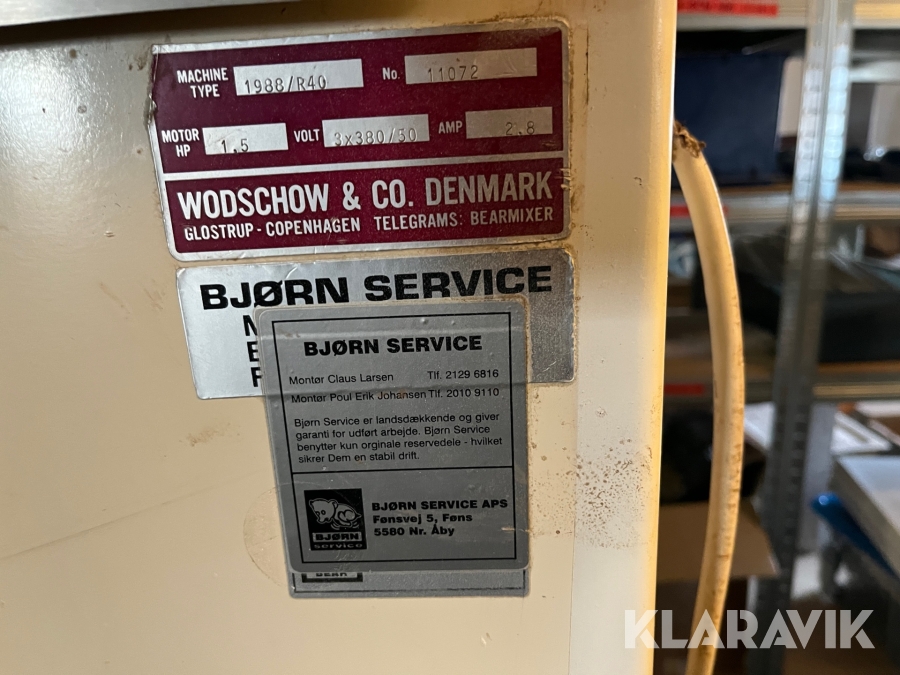 MACHINE TYPE 1988/R40 No. 11072
MOTOR HP 1.5 VOLT 3x380/50 AMP 2.8
WODSCHOW & CO. DENMARK
GLOSTRUP - COPENHAGEN TELEGRAMS: BEARMIXER
BJØRN SERVICE
BJØRN SERVICE
Montør Claus Larsen Tlf. 2129 6816
Montør Poul Erik Johansen Tlf. 2010 9110
Bjørn Service er landsdækkende og giver
garanti for udført arbejde. Bjørn Service
benytter kun orginale reservedele - hvilket
sikrer Dem en stabil drift.
BJØRN
service
BJØRN SERVICE APS
Fønsvej 5, Føns
5580 Nr. Åby
BEAR
KLARAVIK